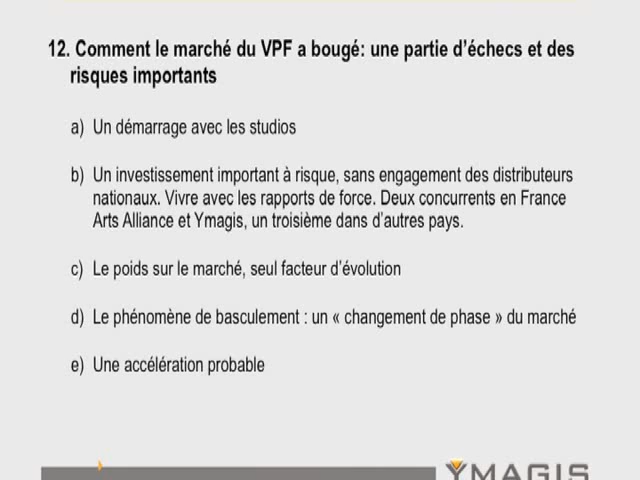 12. Comment le marché du VPF a bougé: une partie d'échecs et des
risques importants
a) Un démarrage avec les studios
b) Un investissement important à risque, sans engagement des distributeurs
nationaux. Vivre avec les rapports de force. Deux concurrents en France
Arts Alliance et Ymagis, un troisième dans d'autres pays.
c) Le poids sur le marché, seul facteur d'évolution
d) Le phénomène de basculement : un « changement de phase » du marché
e) Une accélération probable
YMAGIS